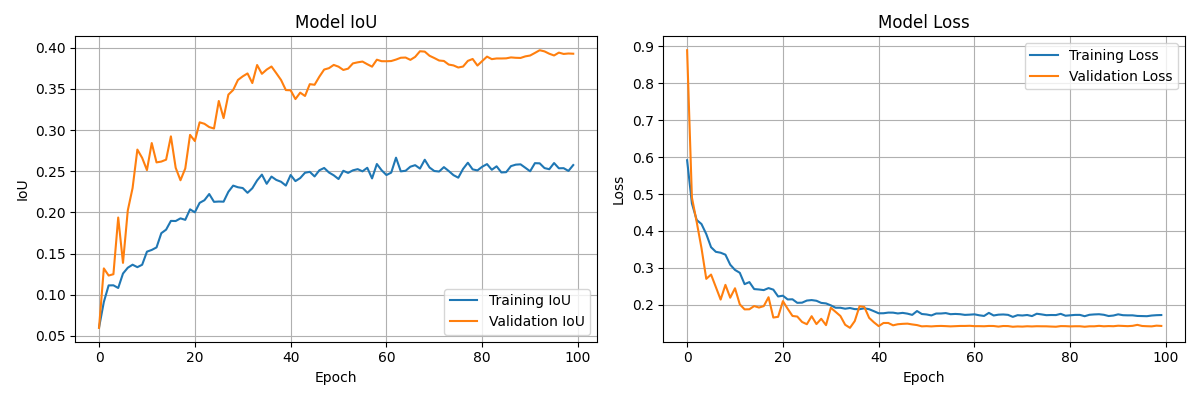 Model IoU
0.40
0.35
0.30
0.25
0.20
0.15
0.10
0.05
IoU
0 20 40 60 80 100
Epoch
Training IoU
Validation IoU
Model Loss
0.9
0.8
0.7
0.6
0.5
0.4
0.3
0.2
Loss
0 20 40 60 80 100
Epoch
Training Loss
Validation Loss